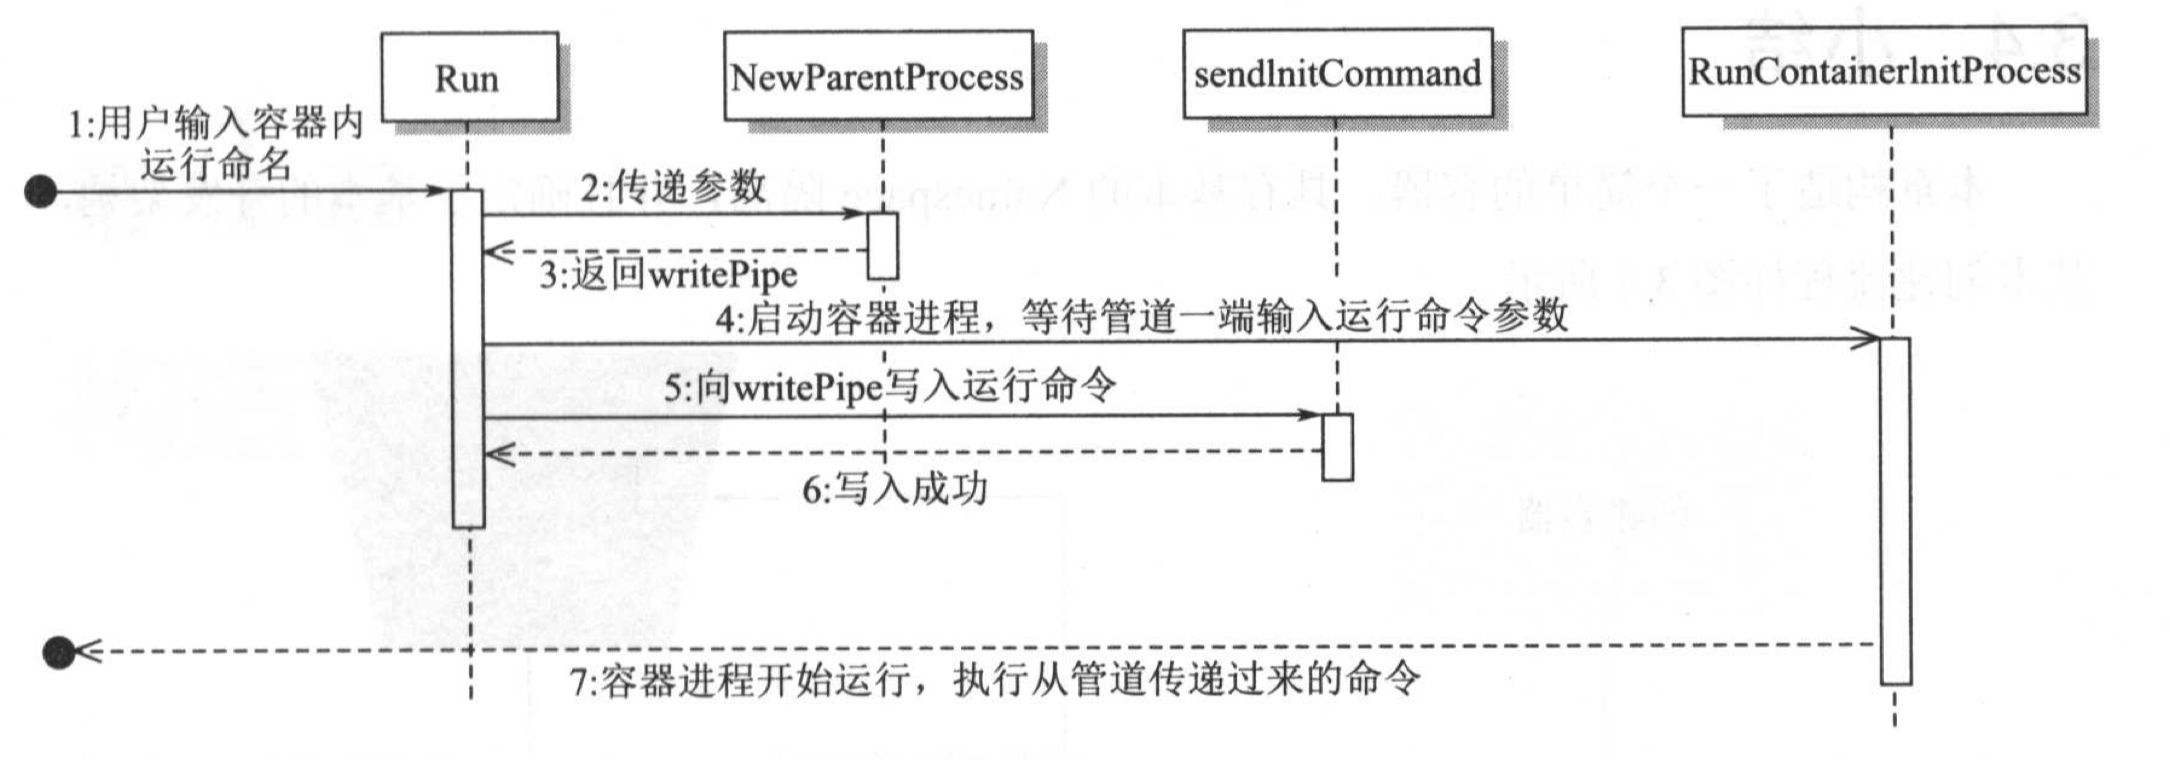 Run
NewParentProcess
sendInitCommand
RunContainerInitProcess
1:用户输入容器内
运行命名
2:传递参数
3:返回writePipe
4:启动容器进程，等待管道一端输入运行命令参数
5:向writePipe写入运行命令
6:写入成功
7:容器进程开始运行，执行从管道传递过来的命令